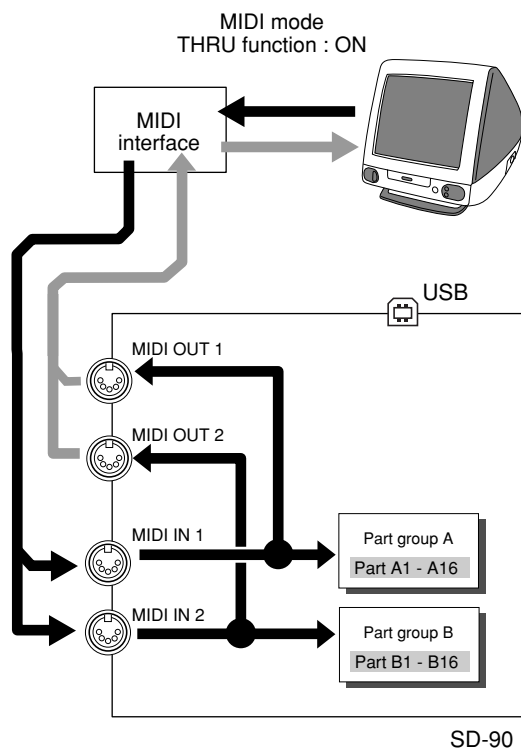 MIDI mode
THRU function : ON
MIDI
interface
USB
MIDI OUT 1
MIDI OUT 2
MIDI IN 1
Part group A
Part A1 - A16
MIDI IN 2
Part group B
Part B1 - B16
SD-90